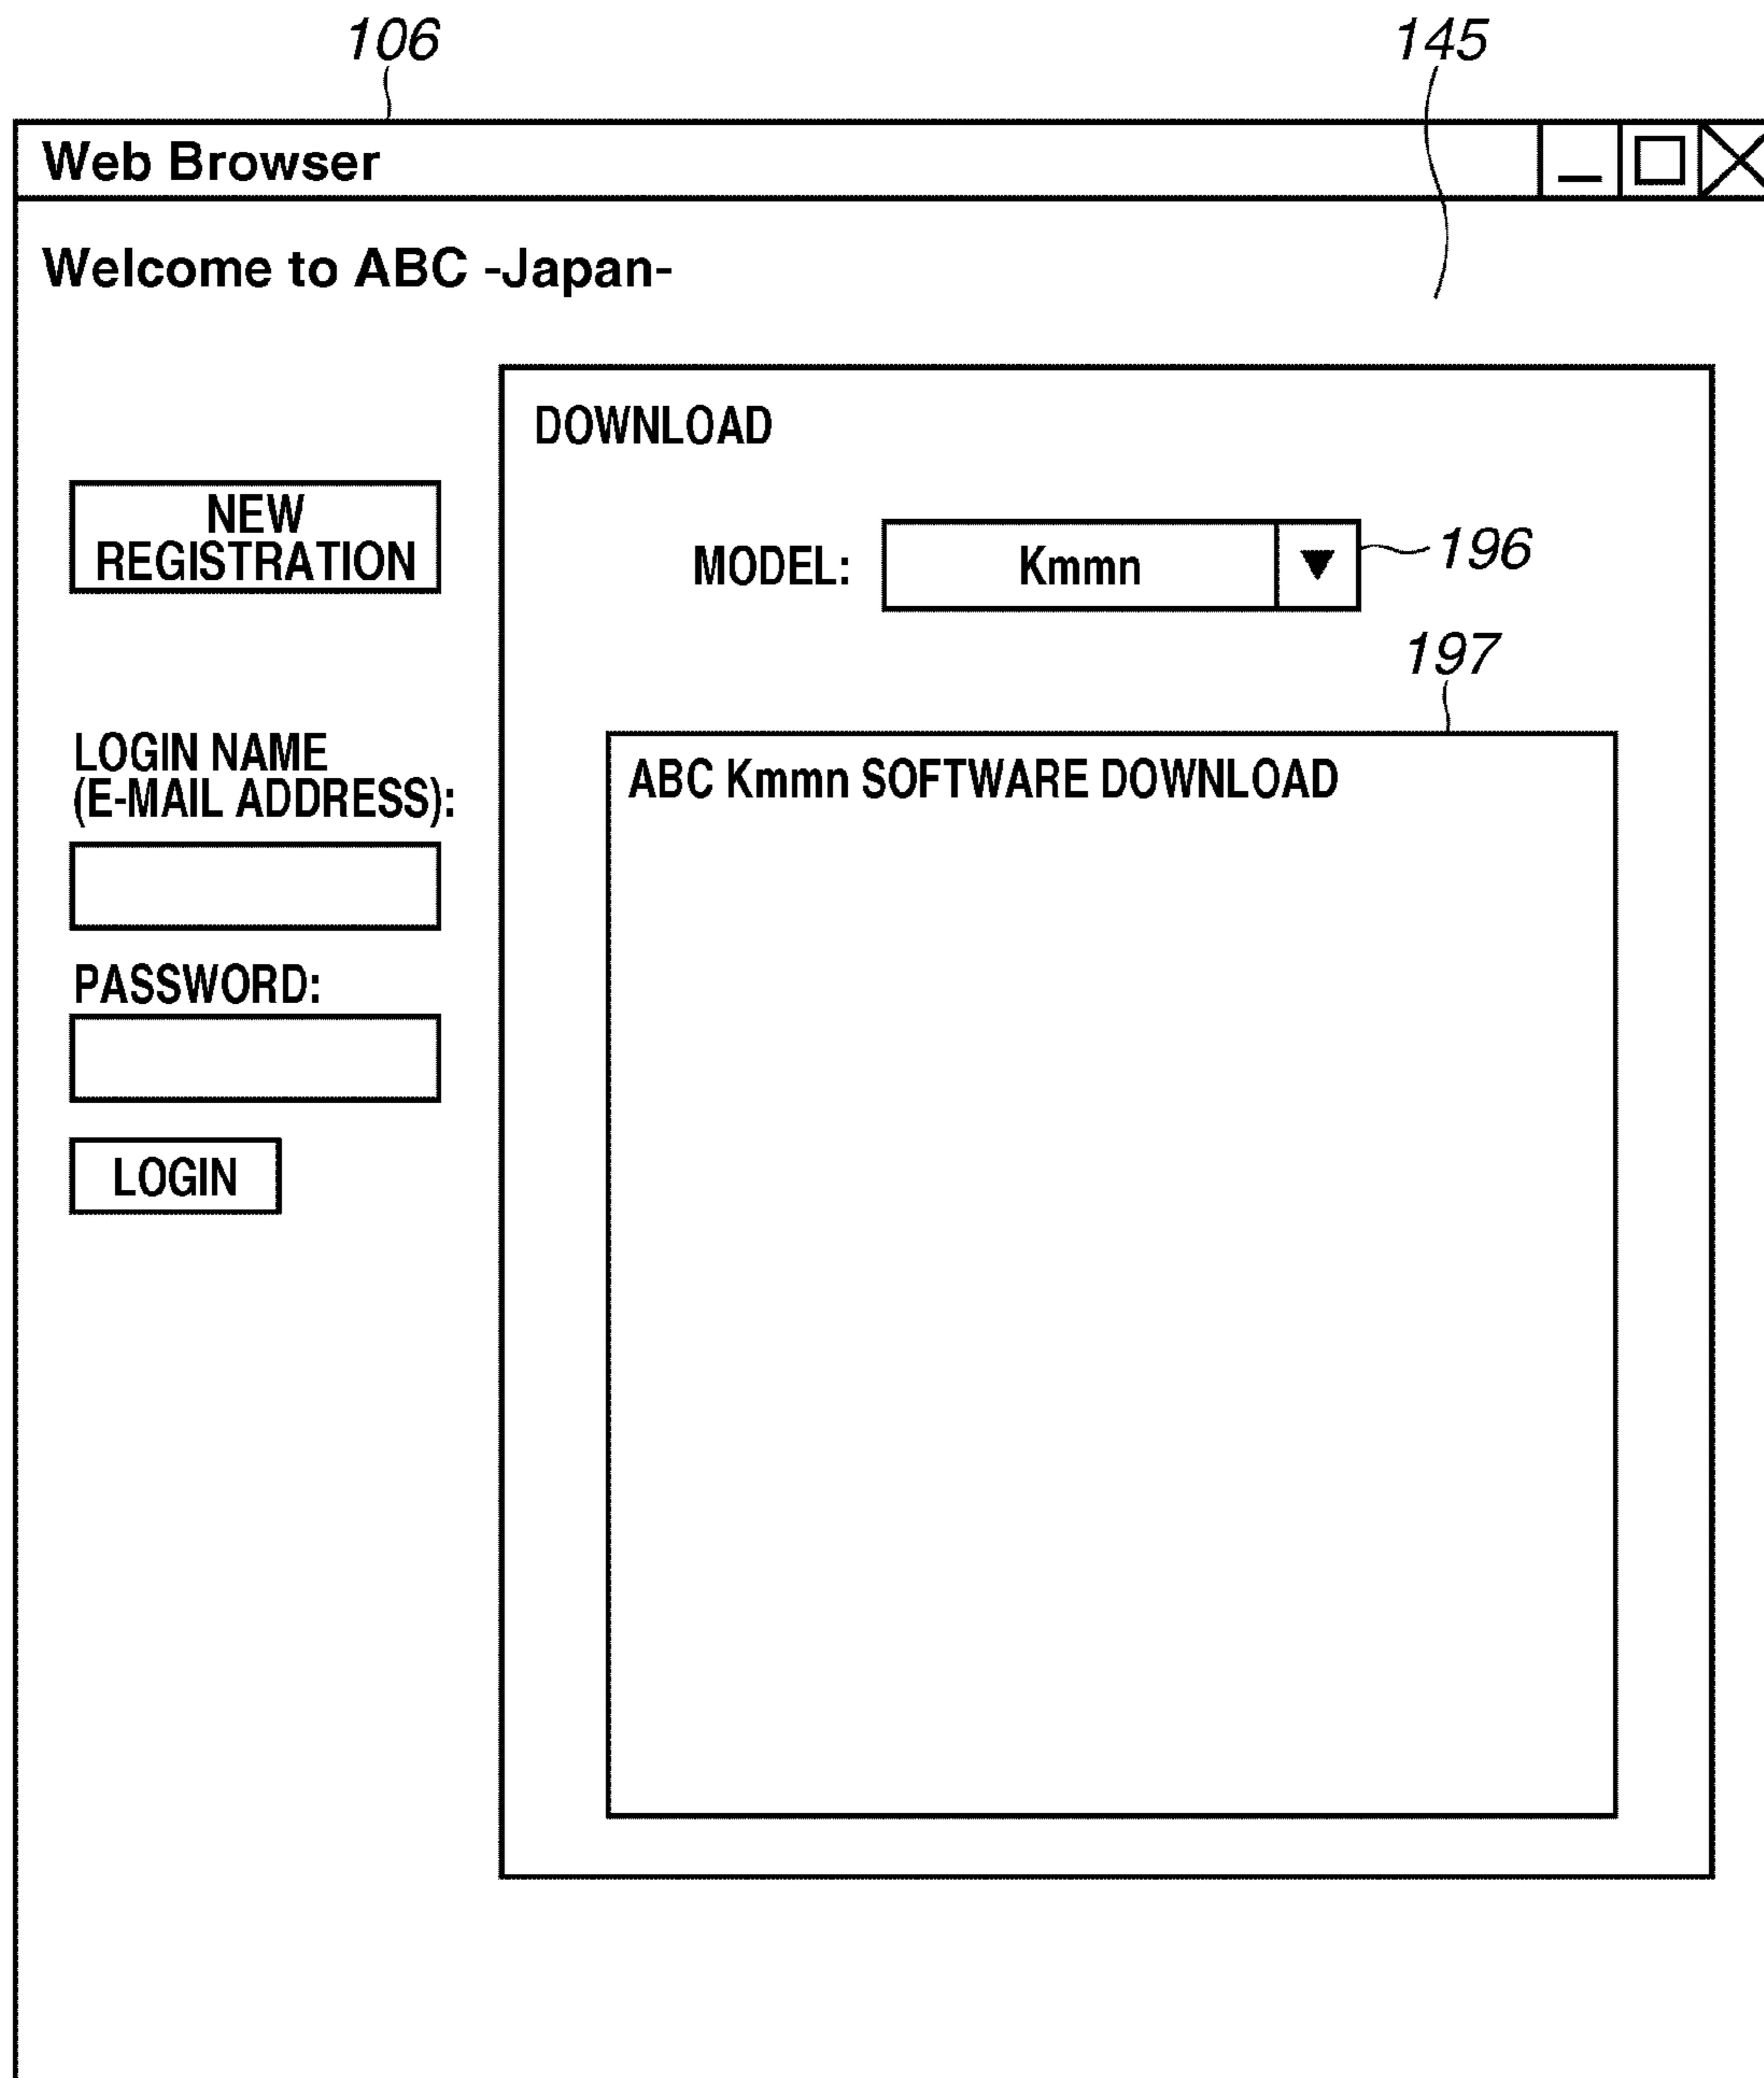 106
145
Web Browser
Welcome to ABC -Japan-
DOWNLOAD
NEW
REGISTRATION
MODEL:
Kmmn
196
197
LOGIN NAME
(E-MAIL ADDRESS):
ABC Kmmn SOFTWARE DOWNLOAD
PASSWORD:
LOGIN